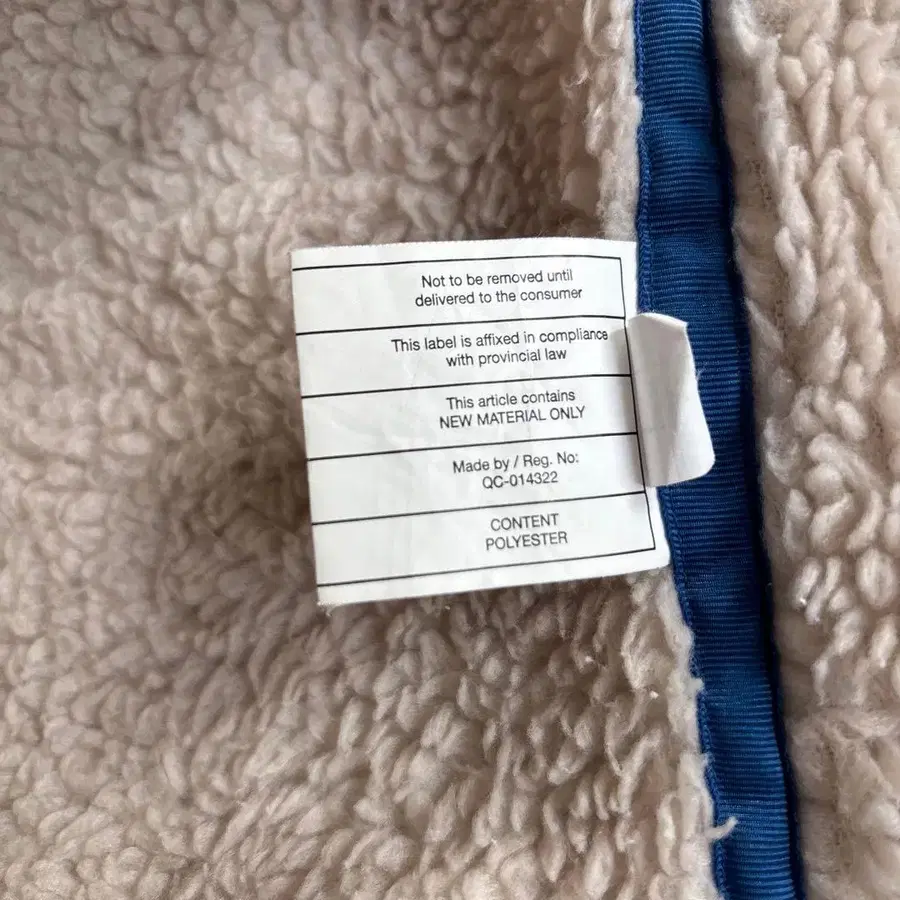 Not to be removed until
delivered to the consumer
This label is affixed in compliance
with provincial law
This article contains
NEW MATERIAL ONLY
Made by / Reg. No:
QC-014322
CONTENT
POLYESTER